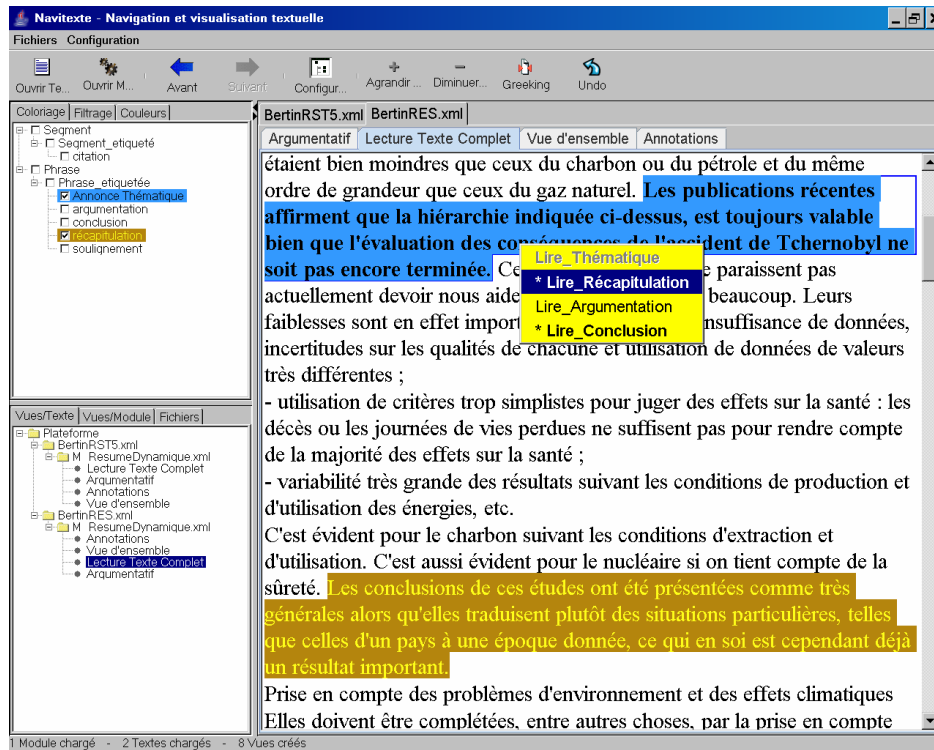 Navitexte - Navigation et visualisation textuelle
Fichiers Configuration
Ouvrir Te... Ouvrir M... Avant Suivant Configur... Agrandir ... Diminuer... Greeking Undo
Coloriage Filtrage Couleurs
Segment
Segment_etiqueté
citation
Phrase
Phrase_etiquetée
Annonce Thématique
argumentation
conclusion
récapitulation
soulignement
Vues/Texte Vues/Module Fichiers
Plateforme
BertinRST5.xml
M ResumeDynamique.xml
Lecture Texte Complet
Argumentatif
Annotations
Vue d'ensemble
BertinRES.xml
M ResumeDynamique.xml
Annotations
Vue d'ensemble
Lecture Texte Complet
Argumentatif
BertinRST5.xml BertinRES.xml
Argumentatif Lecture Texte Complet Vue d'ensemble Annotations
étaient bien moindres que ceux du charbon ou du pétrole et du même
ordre de grandeur que ceux du gaz naturel. Les publications récentes
affirment que la hiérarchie indiquée ci-dessus, est toujours valable
bien que l'évaluation des conséquences de l'accident de Tchernobyl ne
soit pas encore terminée. Ce paraissent pas
actuellement devoir nous aide beaucoup. Leurs
faiblesses sont en effet import nsuffisance de données,
incertitudes sur les qualités de chacune et utilisation de données de valeurs
très différentes ;
- utilisation de critères trop simplistes pour juger des effets sur la santé : les
décès ou les journées de vies perdues ne suffisent pas pour rendre compte
de la majorité des effets sur la santé ;
- variabilité très grande des résultats suivant les conditions de production et
d'utilisation des énergies, etc.
C'est évident pour le charbon suivant les conditions d'extraction et
d'utilisation. C'est aussi évident pour le nucléaire si on tient compte de la
sûreté. Les conclusions de ces études ont été présentées comme très
générales alors qu'elles traduisent plutôt des situations particulières, telles
que celles d'un pays à une époque donnée, ce qui en soi est cependant déjà
un résultat important.
Prise en compte des problèmes d'environnement et des effets climatiques
Elles doivent être complétées, entre autres choses, par la prise en compte
Lire_Thématique
* Lire_Récapitulation
Lire_Argumentation
* Lire_Conclusion
1 Module chargé - 2 Textes chargés - 8 Vues créés